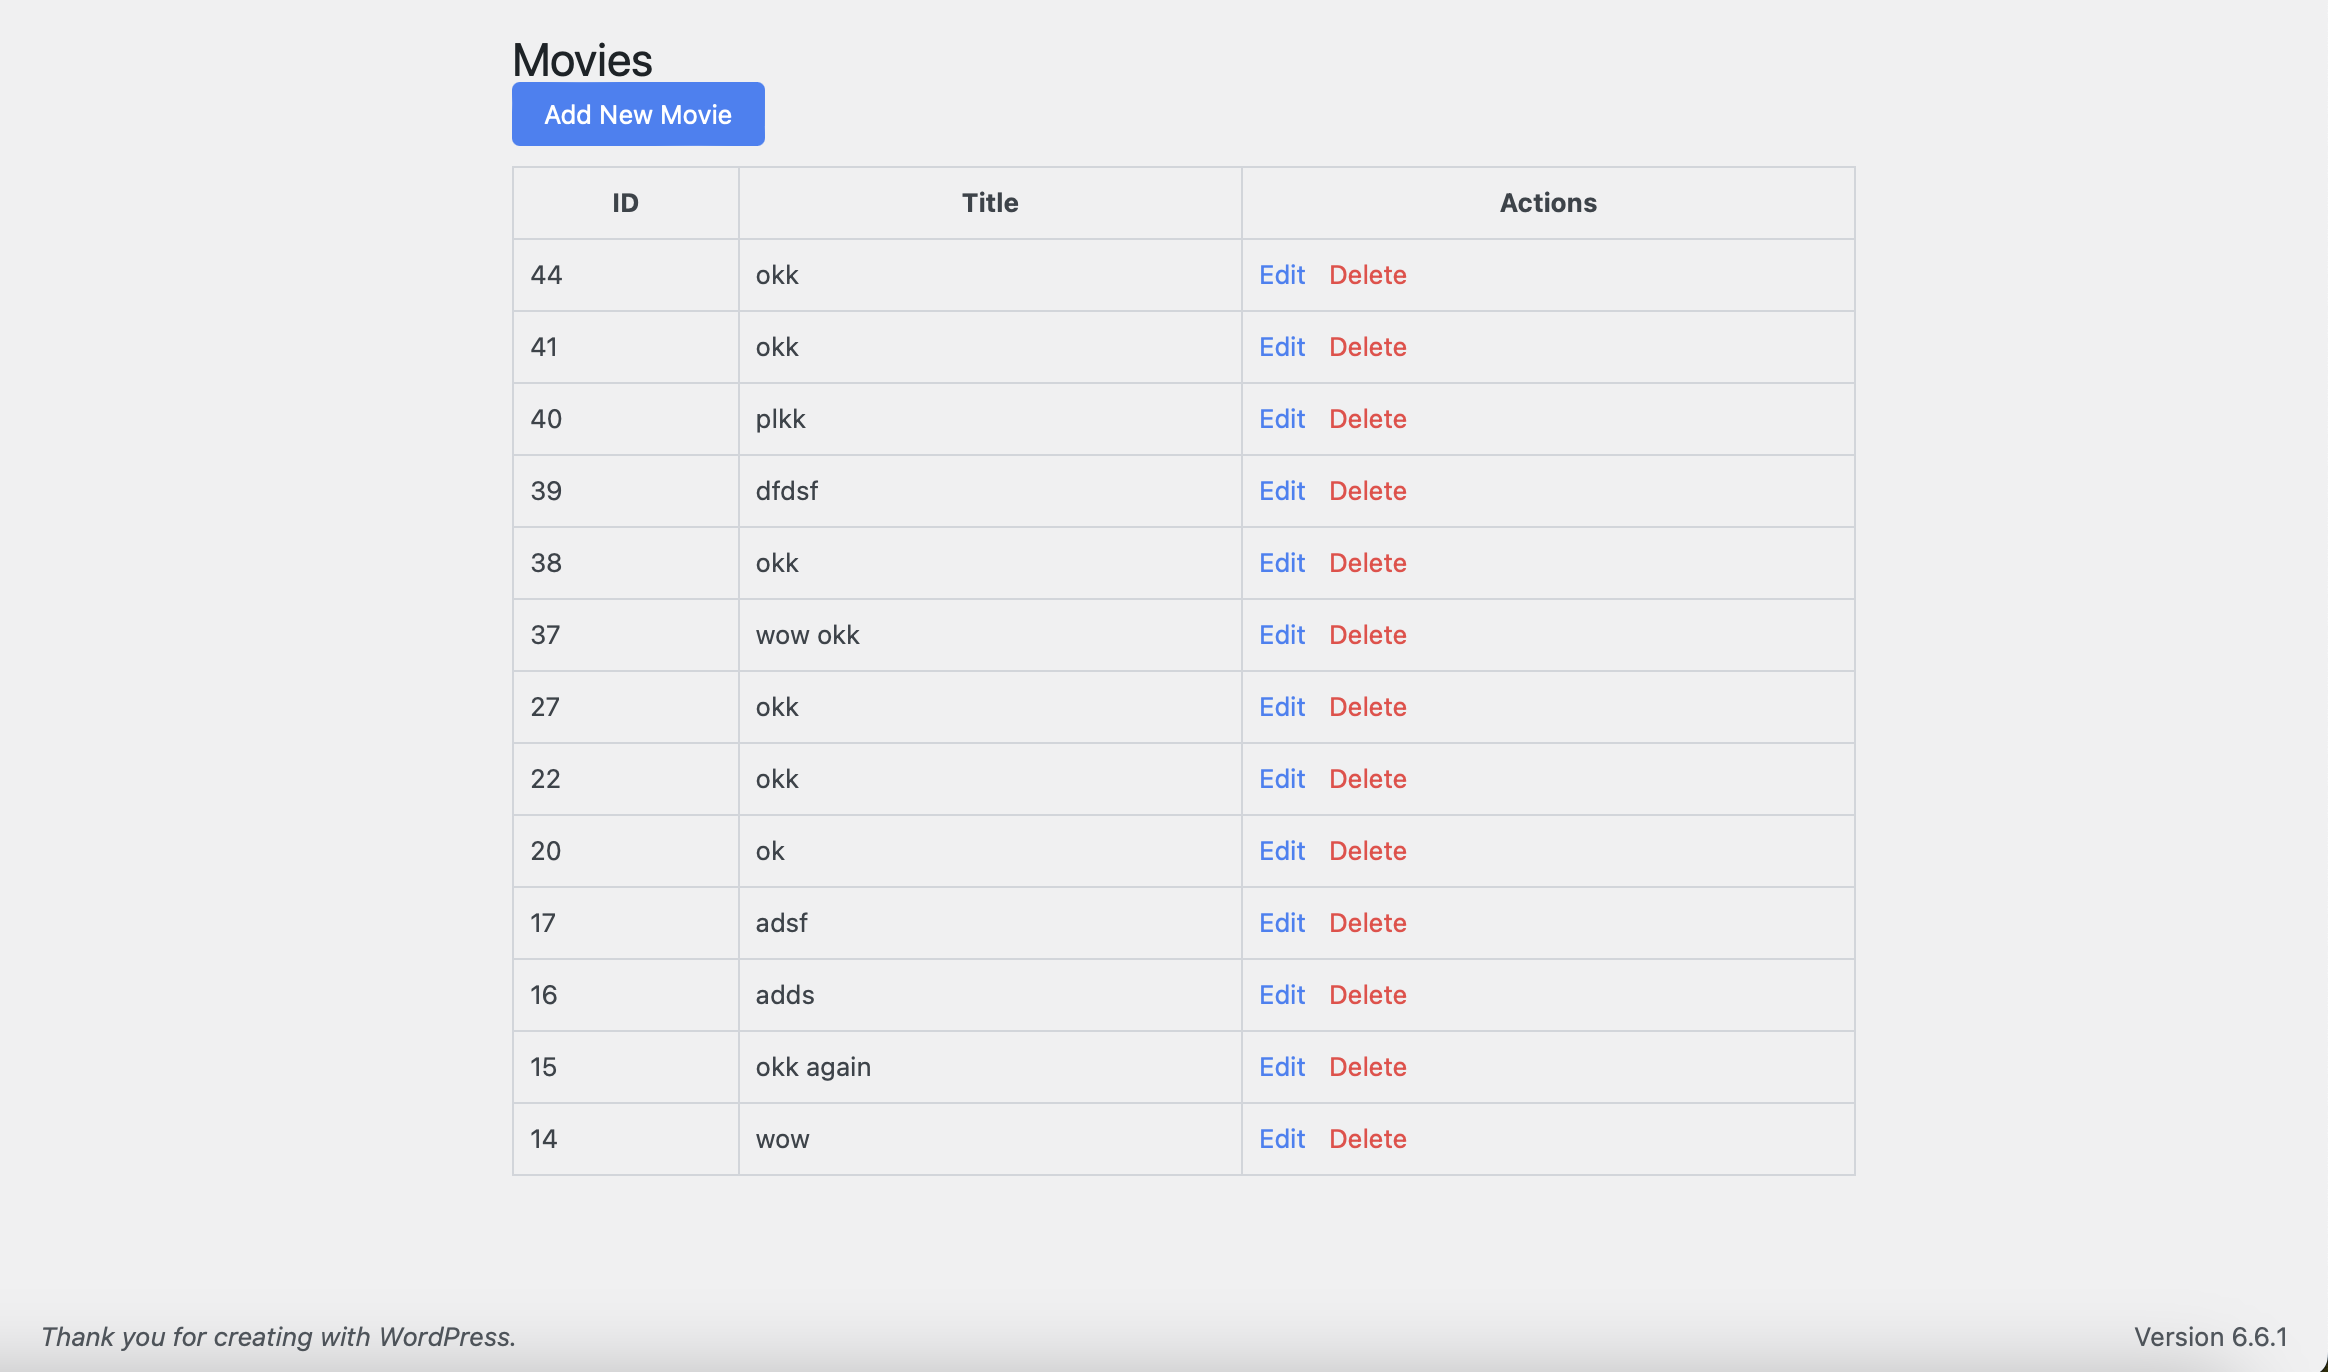 Movies
Add New Movie
ID Title Actions
44 okk Edit Delete
41 okk Edit Delete
40 plkk Edit Delete
39 dfdsf Edit Delete
38 okk Edit Delete
37 wow okk Edit Delete
27 okk Edit Delete
22 okk Edit Delete
20 ok Edit Delete
17 adsf Edit Delete
16 adds Edit Delete
15 okk again Edit Delete
14 wow Edit Delete
Thank you for creating with WordPress. Version 6.6.1